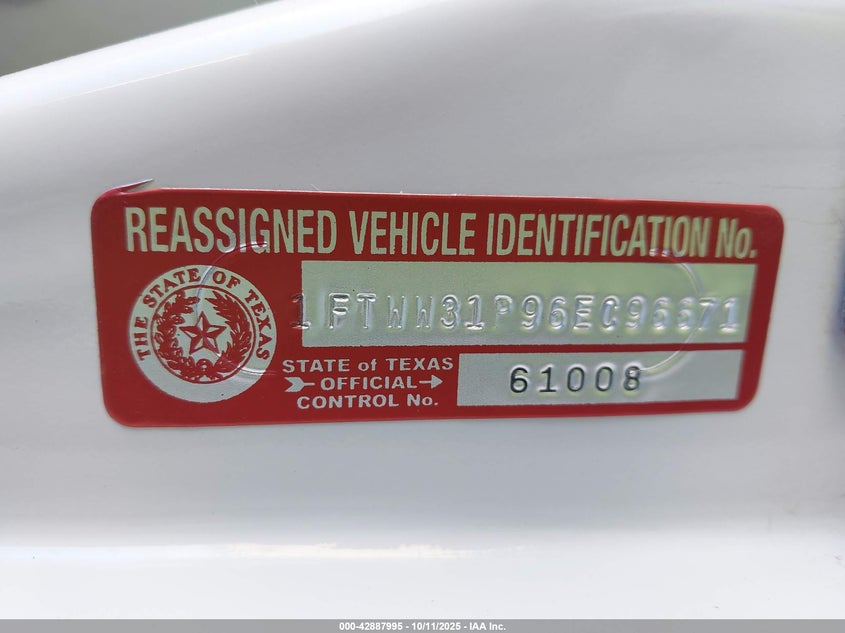 REASSIGNED VEHICLE IDENTIFICATION No.
THE STATE OF TEXAS
1FTWW31P96EC96671
STATE of TEXAS
OFFICIAL
CONTROL No.
61008
000-42887995 - 10/11/2025 - IAA Inc.